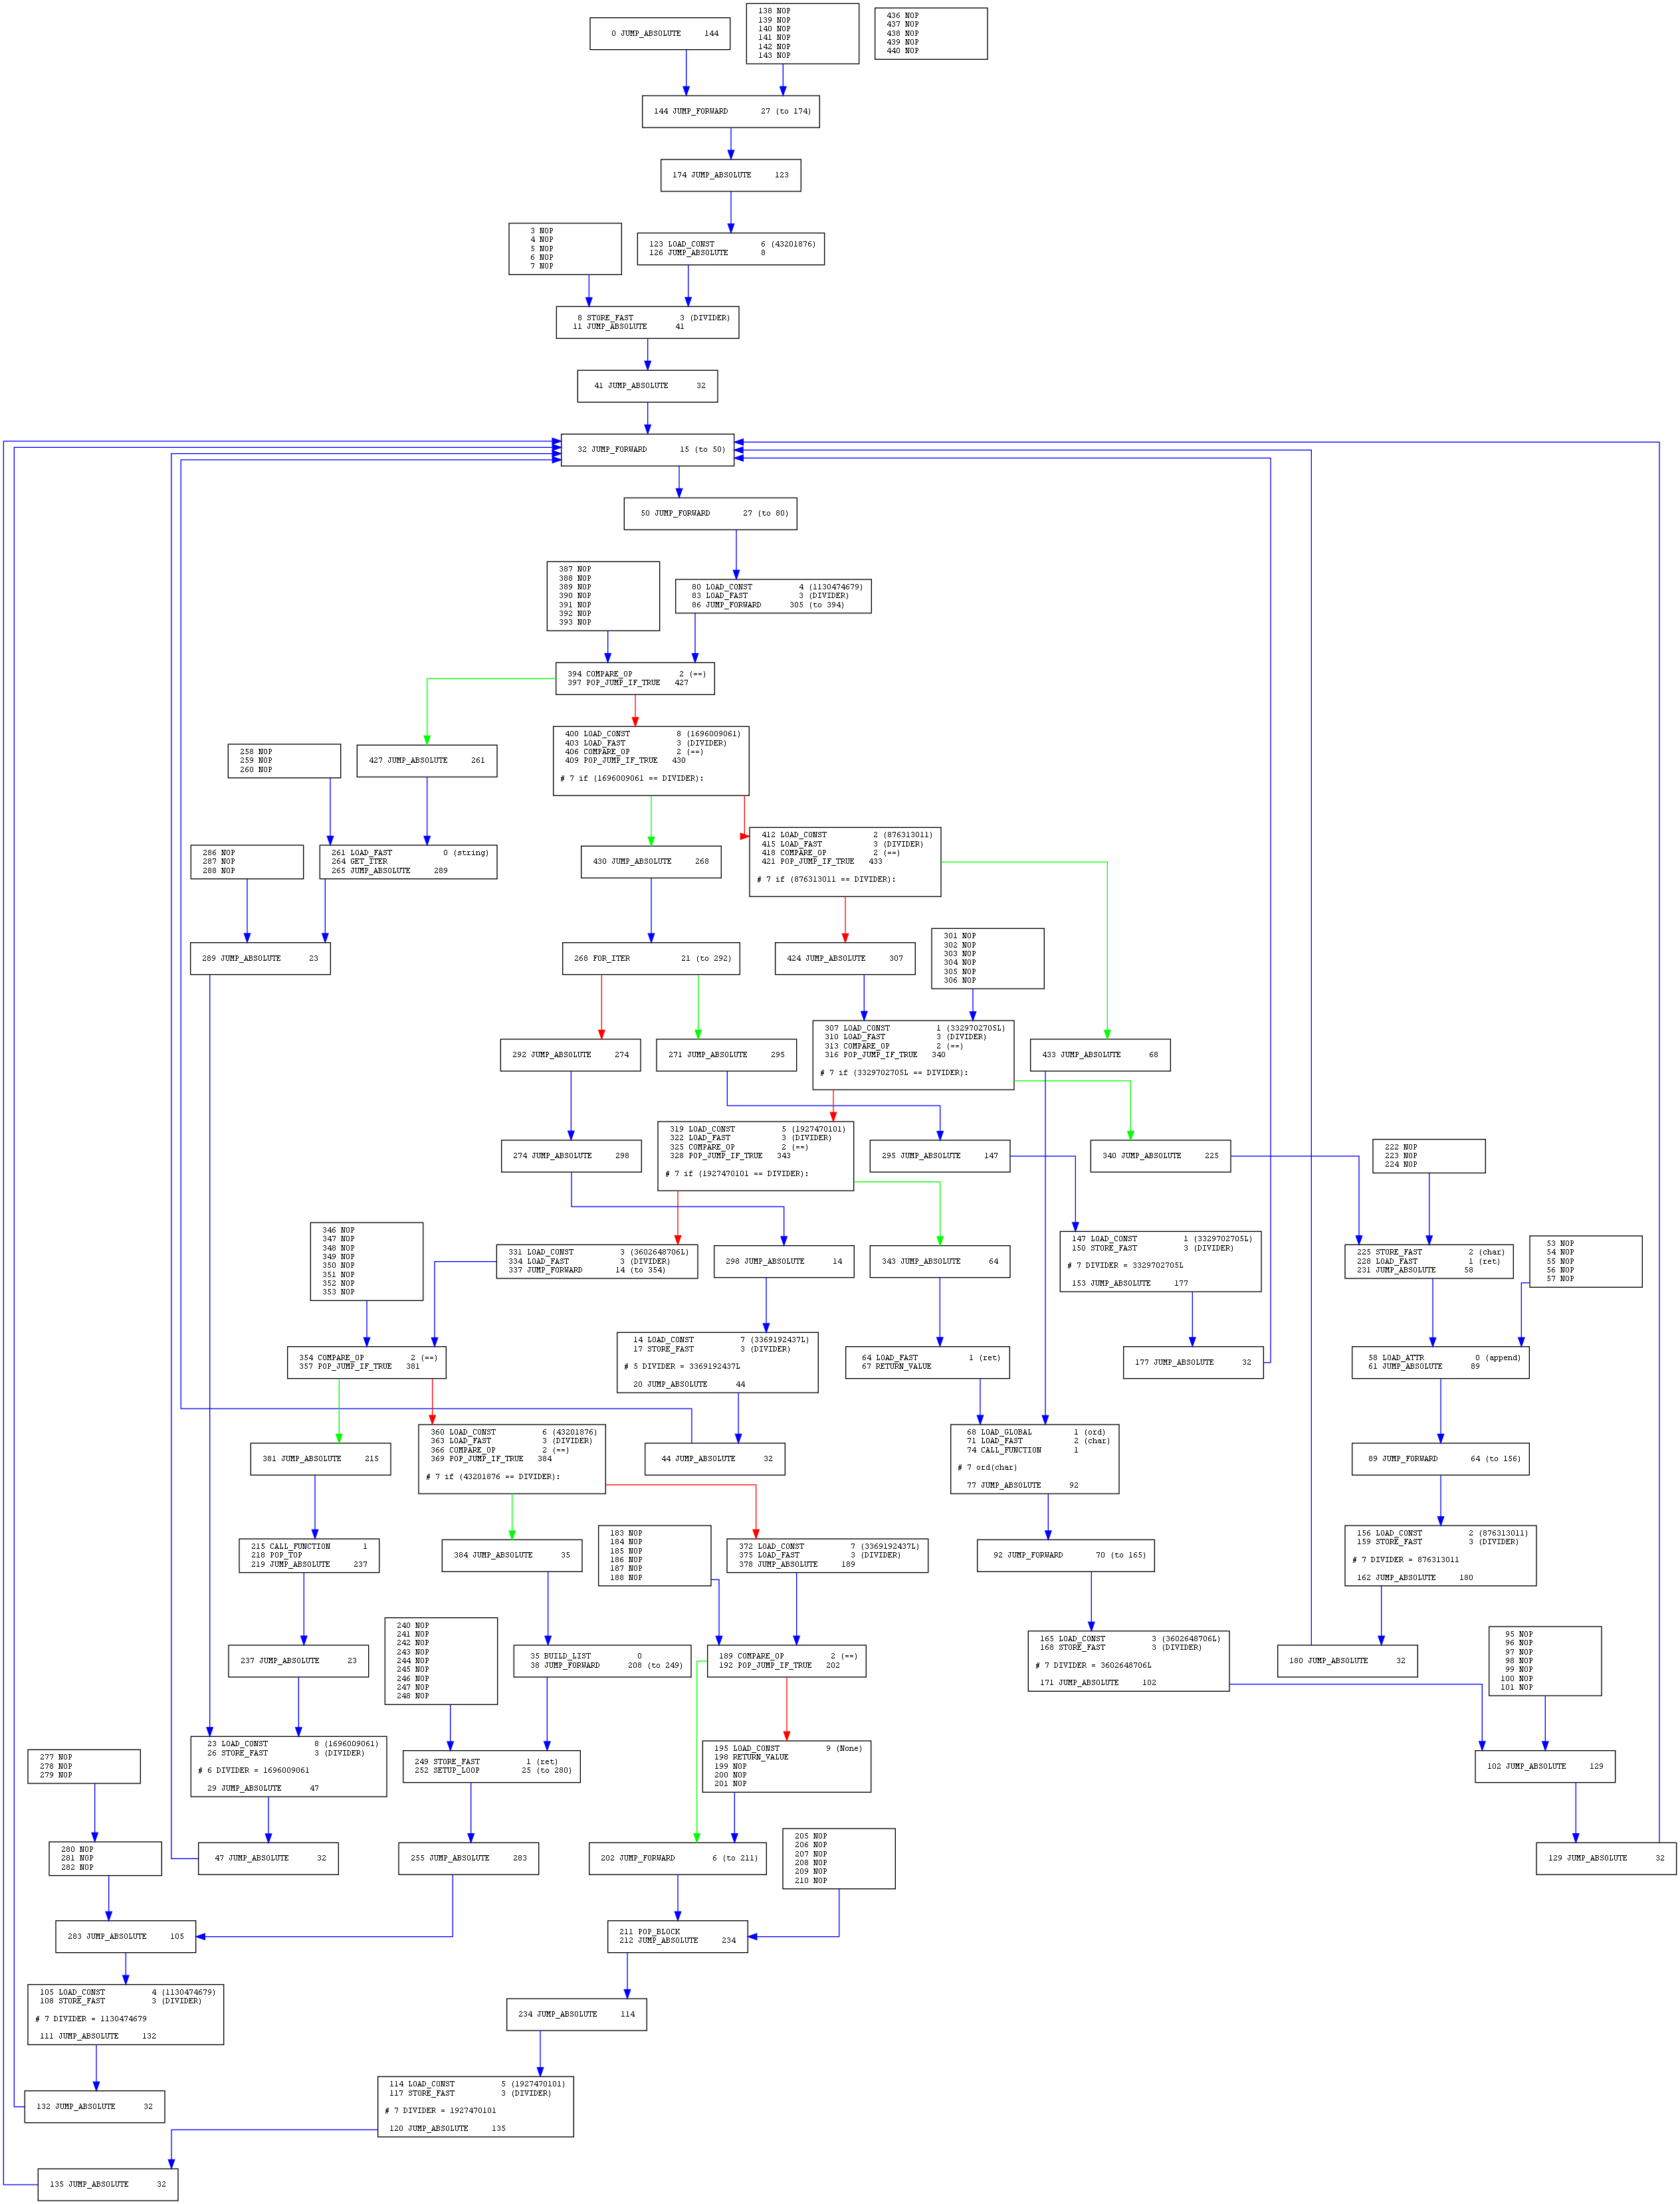 0 JUMP_ABSOLUTE 144
138 NOP
139 NOP
140 NOP
141 NOP
142 NOP
143 NOP
436 NOP
437 NOP
438 NOP
439 NOP
440 NOP
144 JUMP_FORWARD 27 (to 174)
174 JUMP_ABSOLUTE 123
3 NOP
4 NOP
5 NOP
6 NOP
7 NOP
123 LOAD_CONST 6 (43201876)
126 JUMP_ABSOLUTE 8
8 STORE_FAST 3 (DIVIDER)
11 JUMP_ABSOLUTE 41
41 JUMP_ABSOLUTE 32
32 JUMP_FORWARD 15 (to 50)
50 JUMP_FORWARD 27 (to 80)
387 NOP
388 NOP
389 NOP
390 NOP
391 NOP
392 NOP
393 NOP
80 LOAD_CONST 4 (1130474679)
83 LOAD_FAST 3 (DIVIDER)
86 JUMP_FORWARD 305 (to 394)
394 COMPARE_OP 2 (==)
397 POP_JUMP_IF_TRUE 427
258 NOP
259 NOP
260 NOP
427 JUMP_ABSOLUTE 261
400 LOAD_CONST 8 (1696009061)
403 LOAD_FAST 3 (DIVIDER)
406 COMPARE_OP 2 (==)
409 POP_JUMP_IF_TRUE 430
# 7 if (1696009061 == DIVIDER):
286 NOP
287 NOP
288 NOP
261 LOAD_FAST 0 (string)
264 GET_ITER
265 JUMP_ABSOLUTE 289
430 JUMP_ABSOLUTE 268
412 LOAD_CONST 2 (876313011)
415 LOAD_FAST 3 (DIVIDER)
418 COMPARE_OP 2 (==)
421 POP_JUMP_IF_TRUE 433
# 7 if (876313011 == DIVIDER):
289 JUMP_ABSOLUTE 23
268 FOR_ITER 21 (to 292)
424 JUMP_ABSOLUTE 307
301 NOP
302 NOP
303 NOP
304 NOP
305 NOP
306 NOP
292 JUMP_ABSOLUTE 274
271 JUMP_ABSOLUTE 295
307 LOAD_CONST 1 (3329702705L)
310 LOAD_FAST 3 (DIVIDER)
313 COMPARE_OP 2 (==)
316 POP_JUMP_IF_TRUE 340
# 7 if (3329702705L == DIVIDER):
433 JUMP_ABSOLUTE 68
274 JUMP_ABSOLUTE 298
319 LOAD_CONST 5 (1927470101)
322 LOAD_FAST 3 (DIVIDER)
325 COMPARE_OP 2 (==)
328 POP_JUMP_IF_TRUE 343
# 7 if (1927470101 == DIVIDER):
295 JUMP_ABSOLUTE 147
340 JUMP_ABSOLUTE 225
222 NOP
223 NOP
224 NOP
346 NOP
347 NOP
348 NOP
349 NOP
350 NOP
351 NOP
352 NOP
353 NOP
331 LOAD_CONST 3 (3602648706L)
334 LOAD_FAST 3 (DIVIDER)
337 JUMP_FORWARD 14 (to 354)
298 JUMP_ABSOLUTE 14
343 JUMP_ABSOLUTE 64
147 LOAD_CONST 1 (3329702705L)
150 STORE_FAST 3 (DIVIDER)
# 7 DIVIDER = 3329702705L
153 JUMP_ABSOLUTE 177
225 STORE_FAST 2 (char)
228 LOAD_FAST 1 (ret)
231 JUMP_ABSOLUTE 58
53 NOP
54 NOP
55 NOP
56 NOP
57 NOP
354 COMPARE_OP 2 (==)
357 POP_JUMP_IF_TRUE 381
14 LOAD_CONST 7 (3369192437L)
17 STORE_FAST 3 (DIVIDER)
# 5 DIVIDER = 3369192437L
20 JUMP_ABSOLUTE 44
64 LOAD_FAST 1 (ret)
67 RETURN_VALUE
177 JUMP_ABSOLUTE 32
58 LOAD_ATTR 0 (append)
61 JUMP_ABSOLUTE 89
381 JUMP_ABSOLUTE 215
360 LOAD_CONST 6 (43201876)
363 LOAD_FAST 3 (DIVIDER)
366 COMPARE_OP 2 (==)
369 POP_JUMP_IF_TRUE 384
# 7 if (43201876 == DIVIDER):
44 JUMP_ABSOLUTE 32
68 LOAD_GLOBAL 1 (ord)
71 LOAD_FAST 2 (char)
74 CALL_FUNCTION 1
# 7 ord(char)
77 JUMP_ABSOLUTE 92
89 JUMP_FORWARD 64 (to 156)
215 CALL_FUNCTION 1
218 POP_TOP
219 JUMP_ABSOLUTE 237
384 JUMP_ABSOLUTE 35
183 NOP
184 NOP
185 NOP
186 NOP
187 NOP
188 NOP
372 LOAD_CONST 7 (3369192437L)
375 LOAD_FAST 3 (DIVIDER)
378 JUMP_ABSOLUTE 189
92 JUMP_FORWARD 70 (to 165)
156 LOAD_CONST 2 (876313011)
159 STORE_FAST 3 (DIVIDER)
# 7 DIVIDER = 876313011
162 JUMP_ABSOLUTE 180
237 JUMP_ABSOLUTE 23
240 NOP
241 NOP
242 NOP
243 NOP
244 NOP
245 NOP
246 NOP
247 NOP
248 NOP
35 BUILD_LIST 0
38 JUMP_FORWARD 208 (to 249)
189 COMPARE_OP 2 (==)
192 POP_JUMP_IF_TRUE 202
165 LOAD_CONST 3 (3602648706L)
168 STORE_FAST 3 (DIVIDER)
# 7 DIVIDER = 3602648706L
171 JUMP_ABSOLUTE 102
180 JUMP_ABSOLUTE 32
95 NOP
96 NOP
97 NOP
98 NOP
99 NOP
100 NOP
101 NOP
277 NOP
278 NOP
279 NOP
23 LOAD_CONST 8 (1696009061)
26 STORE_FAST 3 (DIVIDER)
# 6 DIVIDER = 1696009061
29 JUMP_ABSOLUTE 47
249 STORE_FAST 1 (ret)
252 SETUP_LOOP 25 (to 280)
195 LOAD_CONST 9 (None)
198 RETURN_VALUE
199 NOP
200 NOP
201 NOP
102 JUMP_ABSOLUTE 129
280 NOP
281 NOP
282 NOP
47 JUMP_ABSOLUTE 32
255 JUMP_ABSOLUTE 283
202 JUMP_FORWARD 6 (to 211)
205 NOP
206 NOP
207 NOP
208 NOP
209 NOP
210 NOP
129 JUMP_ABSOLUTE 32
283 JUMP_ABSOLUTE 105
211 POP_BLOCK
212 JUMP_ABSOLUTE 234
105 LOAD_CONST 4 (1130474679)
108 STORE_FAST 3 (DIVIDER)
# 7 DIVIDER = 1130474679
111 JUMP_ABSOLUTE 132
234 JUMP_ABSOLUTE 114
132 JUMP_ABSOLUTE 32
114 LOAD_CONST 5 (1927470101)
117 STORE_FAST 3 (DIVIDER)
# 7 DIVIDER = 1927470101
120 JUMP_ABSOLUTE 135
135 JUMP_ABSOLUTE 32